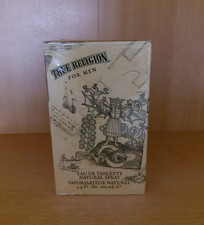 TRUE RELIGION
FOR MEN
EAU DE TOILETTE
NATURAL SPRAY
VAPORISATEUR NATUREL